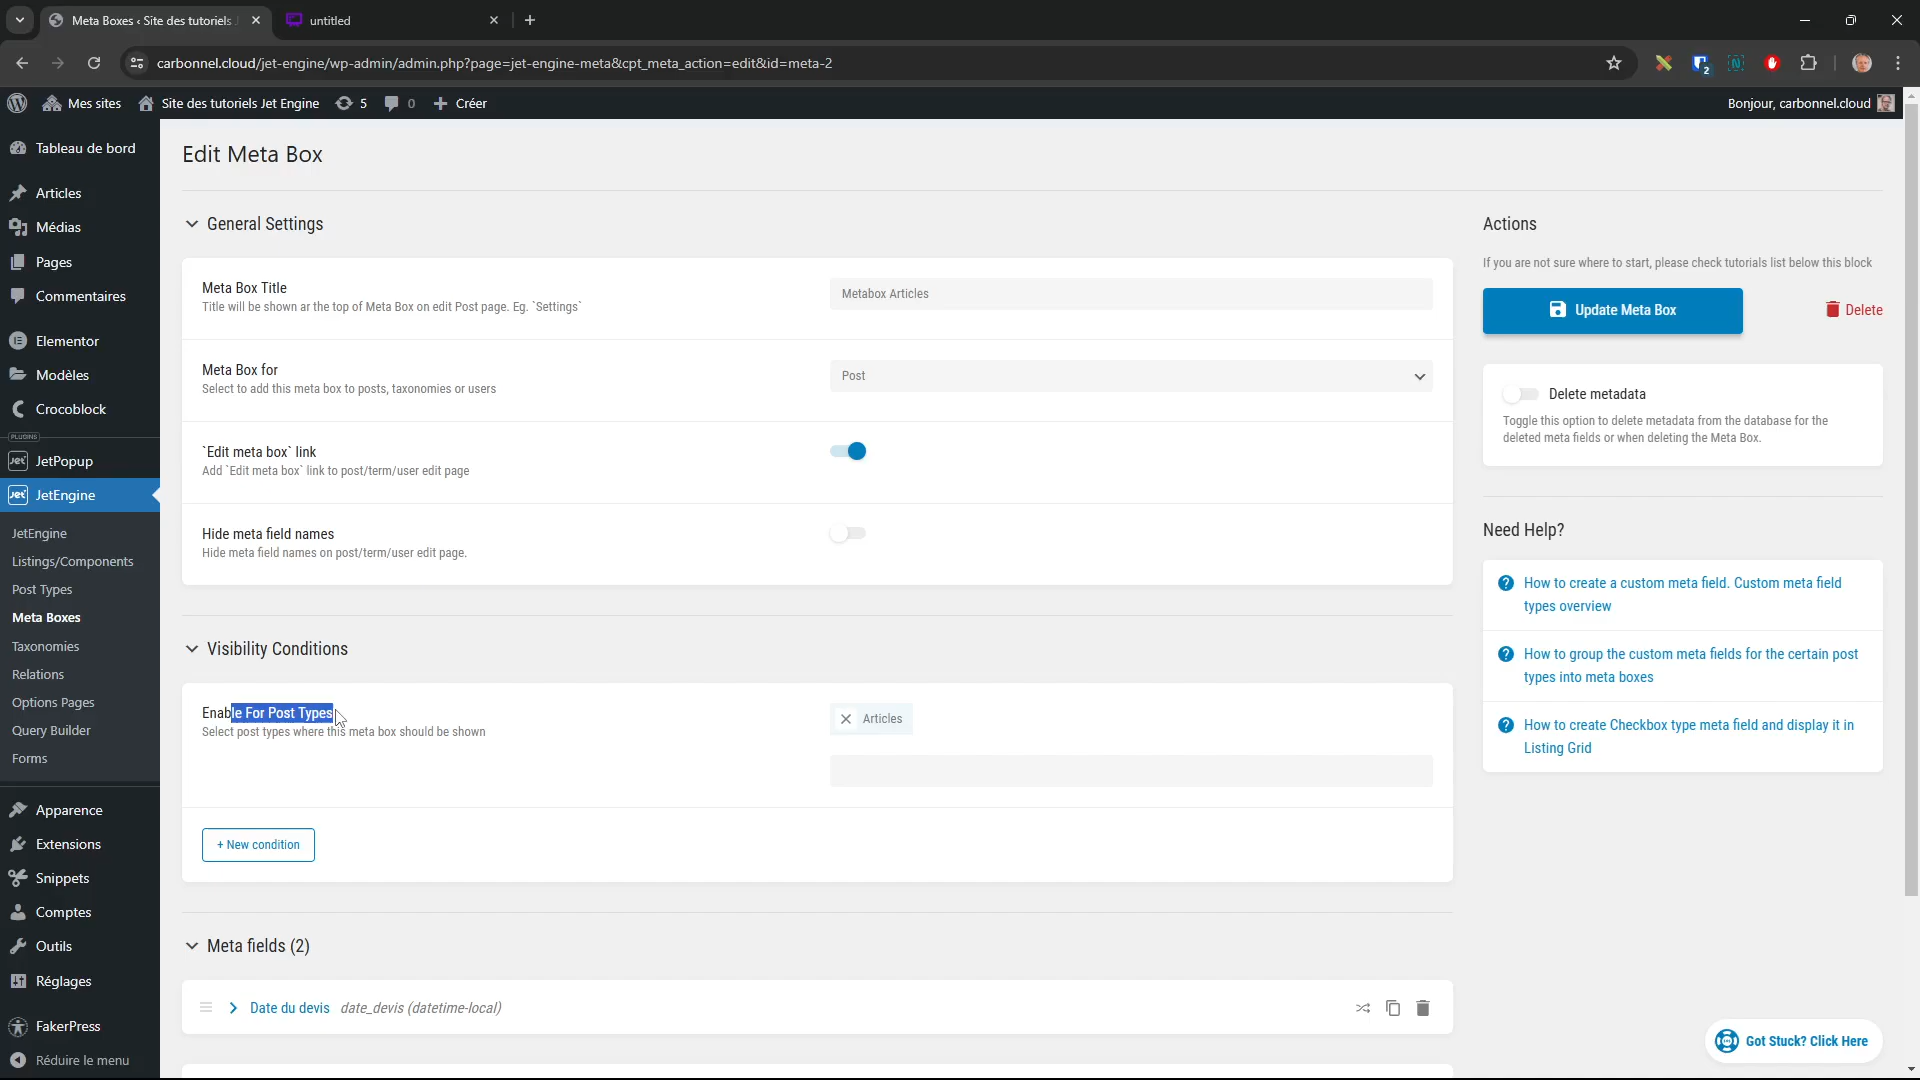 Meta Boxes ‹ Site des tutoriels
untitled
carbonnel.cloud/jet-engine/wp-admin/admin.php?page=jet-engine-meta&cpt_meta_action=edit&id=meta-2
2
Mes sites
Site des tutoriels Jet Engine
5
0
Créer
Bonjour, carbonnel.cloud
Tableau de bord
Articles
Médias
Pages
Commentaires
Elementor
Modèles
Crocoblock
PLUGINS
Jet JetPopup
Jet JetEngine
JetEngine
Listings/Components
Post Types
Meta Boxes
Taxonomies
Relations
Options Pages
Query Builder
Forms
Apparence
Extensions
Snippets
Comptes
Outils
Réglages
FakerPress
Réduire le menu
Edit Meta Box
General Settings
Meta Box Title
Title will be shown ar the top of Meta Box on edit Post page. Eg. `Settings`
Metabox Articles
Meta Box for
Select to add this meta box to posts, taxonomies or users
Post
`Edit meta box` link
Add `Edit meta box` link to post/term/user edit page
Hide meta field names
Hide meta field names on post/term/user edit page.
Visibility Conditions
Enable For Post Types
Select post types where this meta box should be shown
Articles
+ New condition
Meta fields (2)
Date du devis date_devis (datetime-local)
Actions
If you are not sure where to start, please check tutorials list below this block
Update Meta Box
Delete
Delete metadata
Toggle this option to delete metadata from the database for the
deleted meta fields or when deleting the Meta Box.
Need Help?
How to create a custom meta field. Custom meta field
types overview
How to group the custom meta fields for the certain post
types into meta boxes
How to create Checkbox type meta field and display it in
Listing Grid
Got Stuck? Click Here